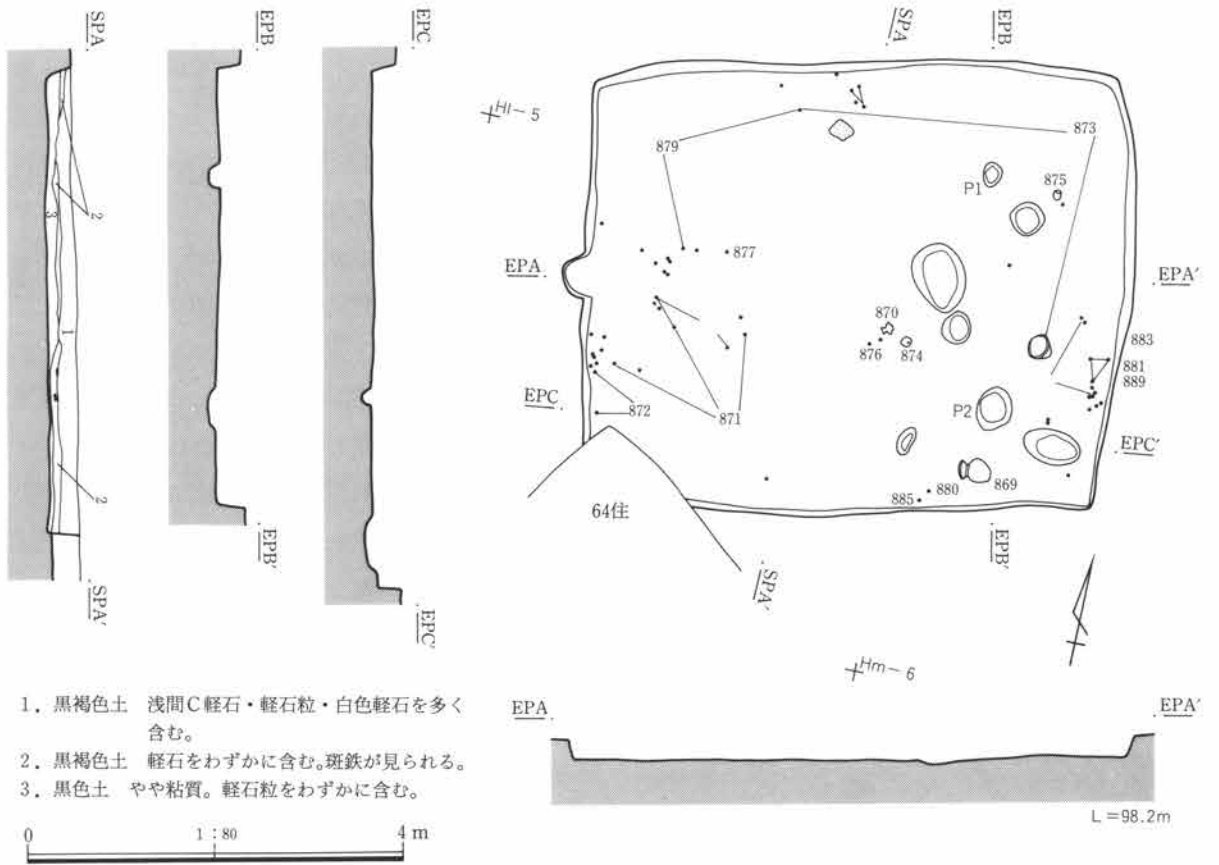 SPA
EPB
EPC
SPA
EPB
HI-5
879
873
P1
875
2
3
1
2
877
EPA
EPA′
870
876
874
883
881
889
EPC
872
871
P2
EPC′
869
880
885
64住
EPB′
SPA′
EPB′
SPA′
EPC′
Hm-6
1．黒褐色土　浅間C軽石・軽石粒・白色軽石を多く
含む。
2．黒褐色土　軽石をわずかに含む。斑鉄が見られる。
3．黒色土　やや粘質。軽石粒をわずかに含む。
EPA
EPA′
L＝98.2m
0　1：80　4m